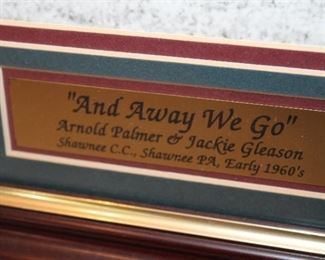 "And Away We Go"
Arnold Palmer & Jackie Gleason
Shawnee C.C., Shawnee PA, Early 1960's